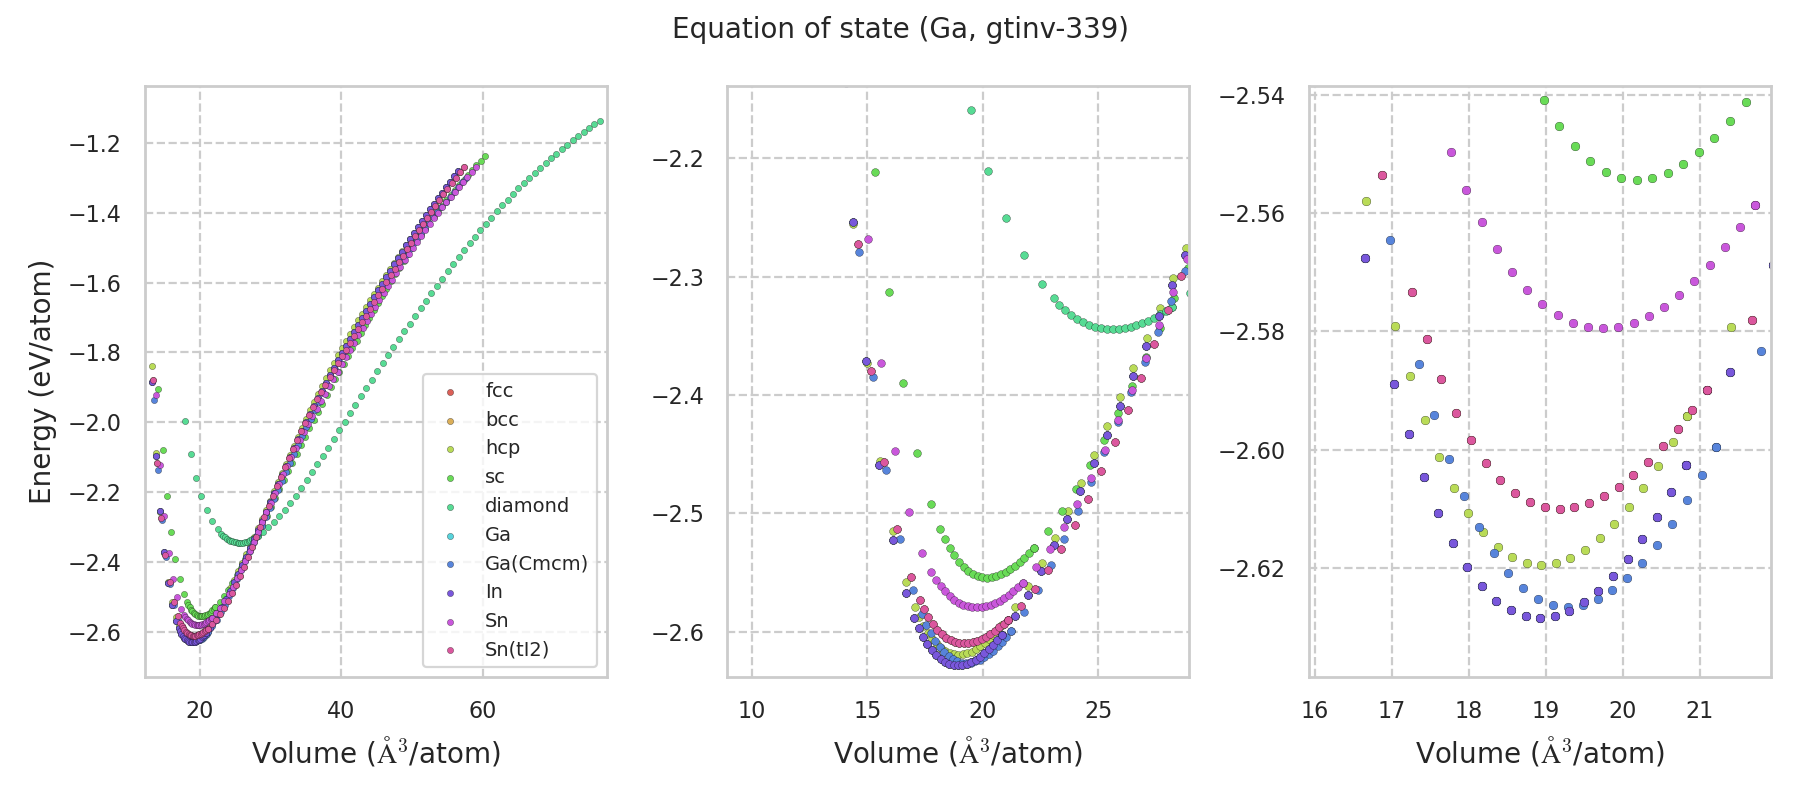 Equation of state (Ga, gtinv-339)
Energy (eV/atom)
−1.2
−1.4
−1.6
−1.8
−2.0
−2.2
−2.4
−2.6
20 40 60
Volume (Å³/atom)
fcc
bcc
hcp
sc
diamond
Ga
Ga(Cmcm)
In
Sn
Sn(tI2)
−2.2
−2.3
−2.4
−2.5
−2.6
10 15 20 25
Volume (Å³/atom)
−2.54
−2.56
−2.58
−2.60
−2.62
16 17 18 19 20 21
Volume (Å³/atom)